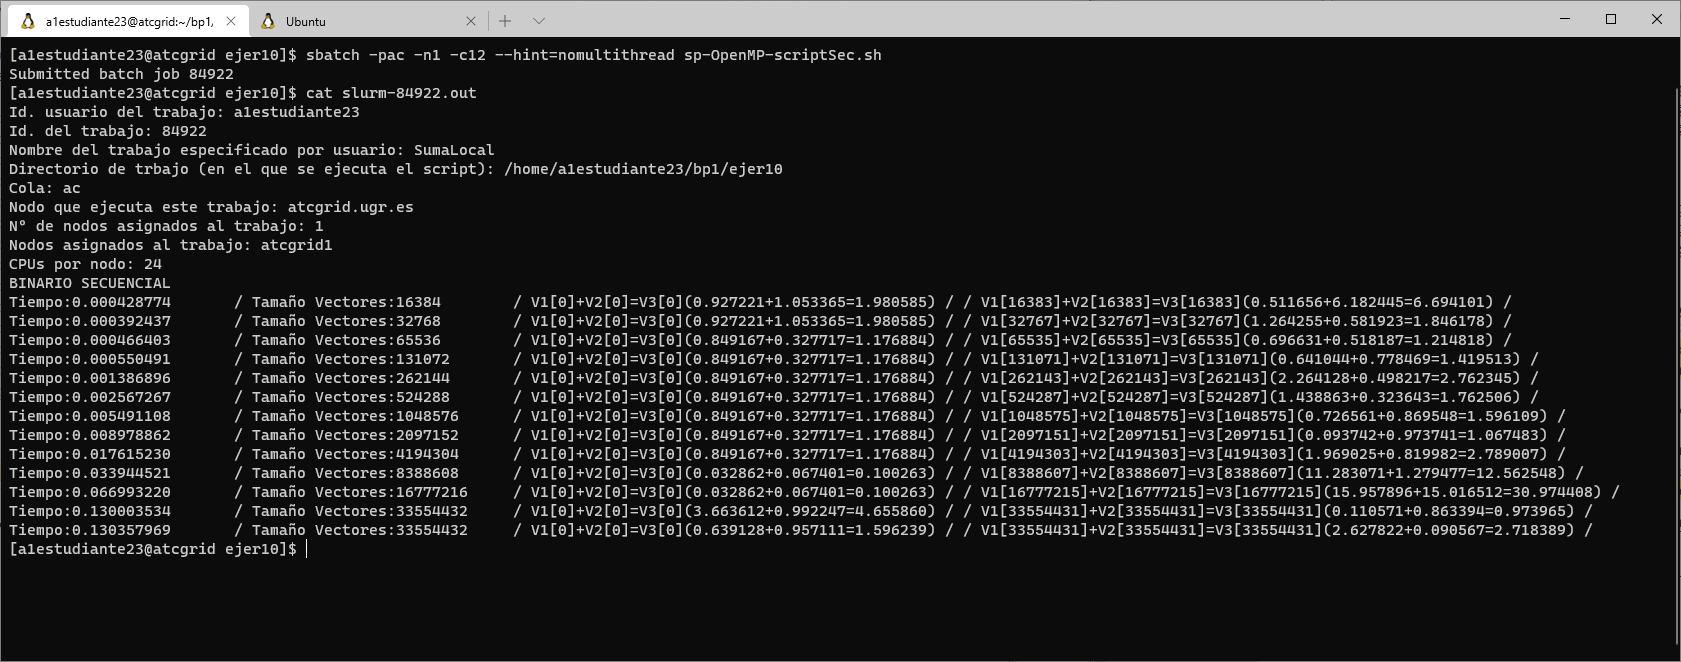 a1estudiante23@atcgrid:~/bp1/
Ubuntu
[a1estudiante23@atcgrid ejer10]$ sbatch -pac -n1 -c12 --hint=nomultithread sp-OpenMP-scriptSec.sh
Submitted batch job 84922
[a1estudiante23@atcgrid ejer10]$ cat slurm-84922.out
Id. usuario del trabajo: a1estudiante23
Id. del trabajo: 84922
Nombre del trabajo especificado por usuario: SumaLocal
Directorio de trbajo (en el que se ejecuta el script): /home/a1estudiante23/bp1/ejer10
Cola: ac
Nodo que ejecuta este trabajo: atcgrid.ugr.es
Nº de nodos asignados al trabajo: 1
Nodos asignados al trabajo: atcgrid1
CPUs por nodo: 24
BINARIO SECUENCIAL
Tiempo:0.000428774 / Tamaño Vectores:16384 / V1[0]+V2[0]=V3[0](0.927221+1.053365=1.980585) / / V1[16383]+V2[16383]=V3[16383](0.511656+6.182445=6.694101) /
Tiempo:0.000392437 / Tamaño Vectores:32768 / V1[0]+V2[0]=V3[0](0.927221+1.053365=1.980585) / / V1[32767]+V2[32767]=V3[32767](1.264255+0.581923=1.846178) /
Tiempo:0.000466403 / Tamaño Vectores:65536 / V1[0]+V2[0]=V3[0](0.849167+0.327717=1.176884) / / V1[65535]+V2[65535]=V3[65535](0.696631+0.518187=1.214818) /
Tiempo:0.000550491 / Tamaño Vectores:131072 / V1[0]+V2[0]=V3[0](0.849167+0.327717=1.176884) / / V1[131071]+V2[131071]=V3[131071](0.641044+0.778469=1.419513) /
Tiempo:0.001386896 / Tamaño Vectores:262144 / V1[0]+V2[0]=V3[0](0.849167+0.327717=1.176884) / / V1[262143]+V2[262143]=V3[262143](2.264128+0.498217=2.762345) /
Tiempo:0.002567267 / Tamaño Vectores:524288 / V1[0]+V2[0]=V3[0](0.849167+0.327717=1.176884) / / V1[524287]+V2[524287]=V3[524287](1.438863+0.323643=1.762506) /
Tiempo:0.005491108 / Tamaño Vectores:1048576 / V1[0]+V2[0]=V3[0](0.849167+0.327717=1.176884) / / V1[1048575]+V2[1048575]=V3[1048575](0.726561+0.869548=1.596109) /
Tiempo:0.008978862 / Tamaño Vectores:2097152 / V1[0]+V2[0]=V3[0](0.849167+0.327717=1.176884) / / V1[2097151]+V2[2097151]=V3[2097151](0.093742+0.973741=1.067483) /
Tiempo:0.017615230 / Tamaño Vectores:4194304 / V1[0]+V2[0]=V3[0](0.849167+0.327717=1.176884) / / V1[4194303]+V2[4194303]=V3[4194303](1.969025+0.819982=2.789007) /
Tiempo:0.033944521 / Tamaño Vectores:8388608 / V1[0]+V2[0]=V3[0](0.032862+0.067401=0.100263) / / V1[8388607]+V2[8388607]=V3[8388607](11.283071+1.279477=12.562548) /
Tiempo:0.066993220 / Tamaño Vectores:16777216 / V1[0]+V2[0]=V3[0](0.032862+0.067401=0.100263) / / V1[16777215]+V2[16777215]=V3[16777215](15.957896+15.016512=30.974408) /
Tiempo:0.130003534 / Tamaño Vectores:33554432 / V1[0]+V2[0]=V3[0](3.663612+0.992247=4.655860) / / V1[33554431]+V2[33554431]=V3[33554431](0.110571+0.863394=0.973965) /
Tiempo:0.130357969 / Tamaño Vectores:33554432 / V1[0]+V2[0]=V3[0](0.639128+0.957111=1.596239) / / V1[33554431]+V2[33554431]=V3[33554431](2.627822+0.090567=2.718389) /
[a1estudiante23@atcgrid ejer10]$